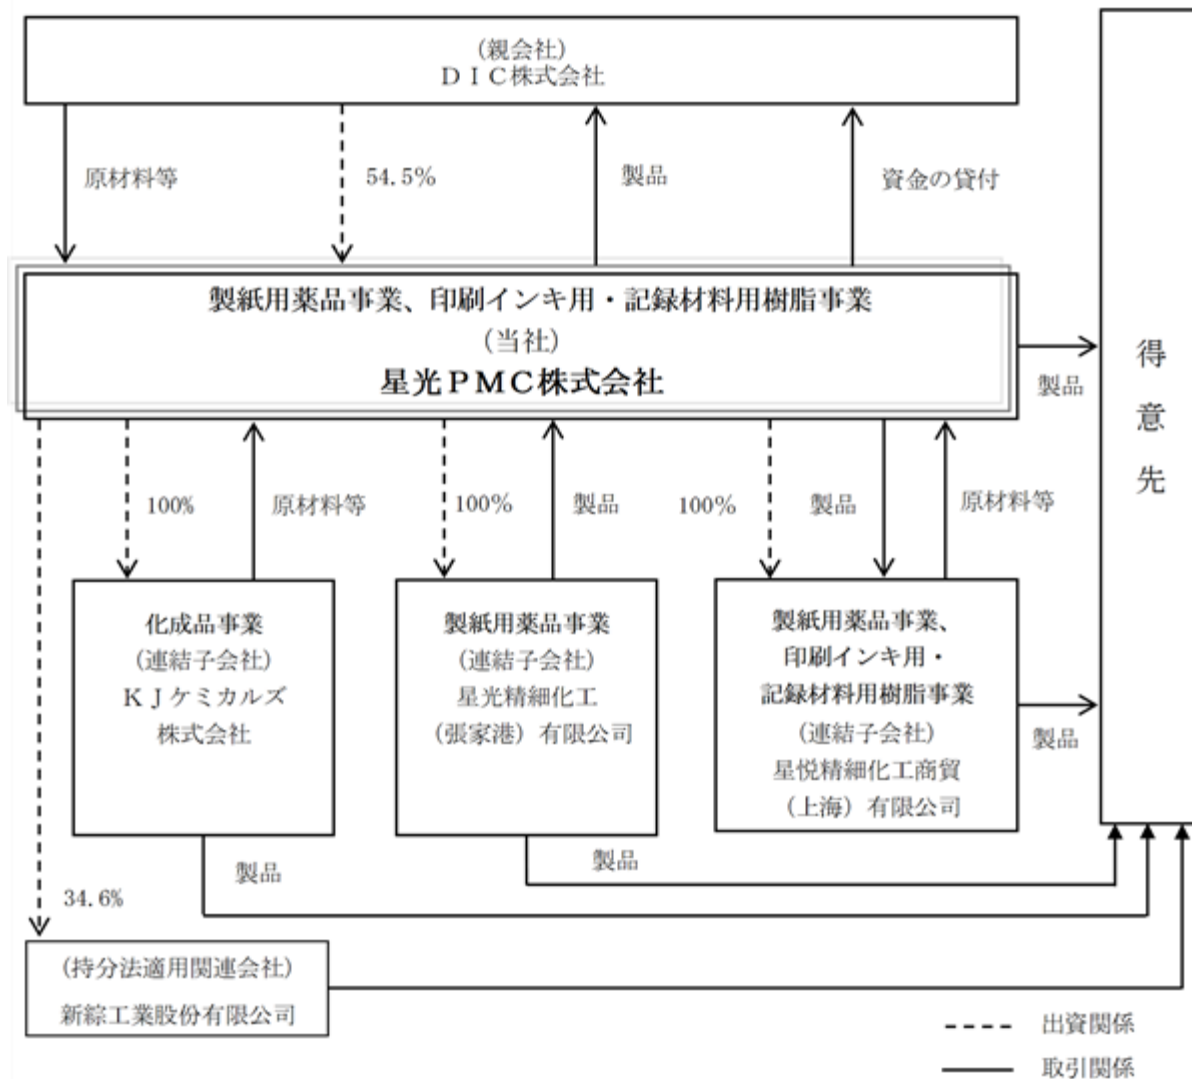 (親会社)
ＤＩＣ株式会社
原材料等
54.5%
製品
資金の貸付
製紙用薬品事業、印刷インキ用・記録材料用樹脂事業
(当社)
星光ＰＭＣ株式会社
製品
得意先
100%
原材料等
100%
製品
100%
製品
原材料等
化成品事業
(連結子会社)
ＫＪケミカルズ
株式会社
製紙用薬品事業
(連結子会社)
星光精細化工
(張家港) 有限公司
製紙用薬品事業、
印刷インキ用・
記録材料用樹脂事業
(連結子会社)
星悦精細化工商貿
(上海) 有限公司
製品
製品
製品
34.6%
(持分法適用関連会社)
新綜工業股份有限公司
出資関係
取引関係